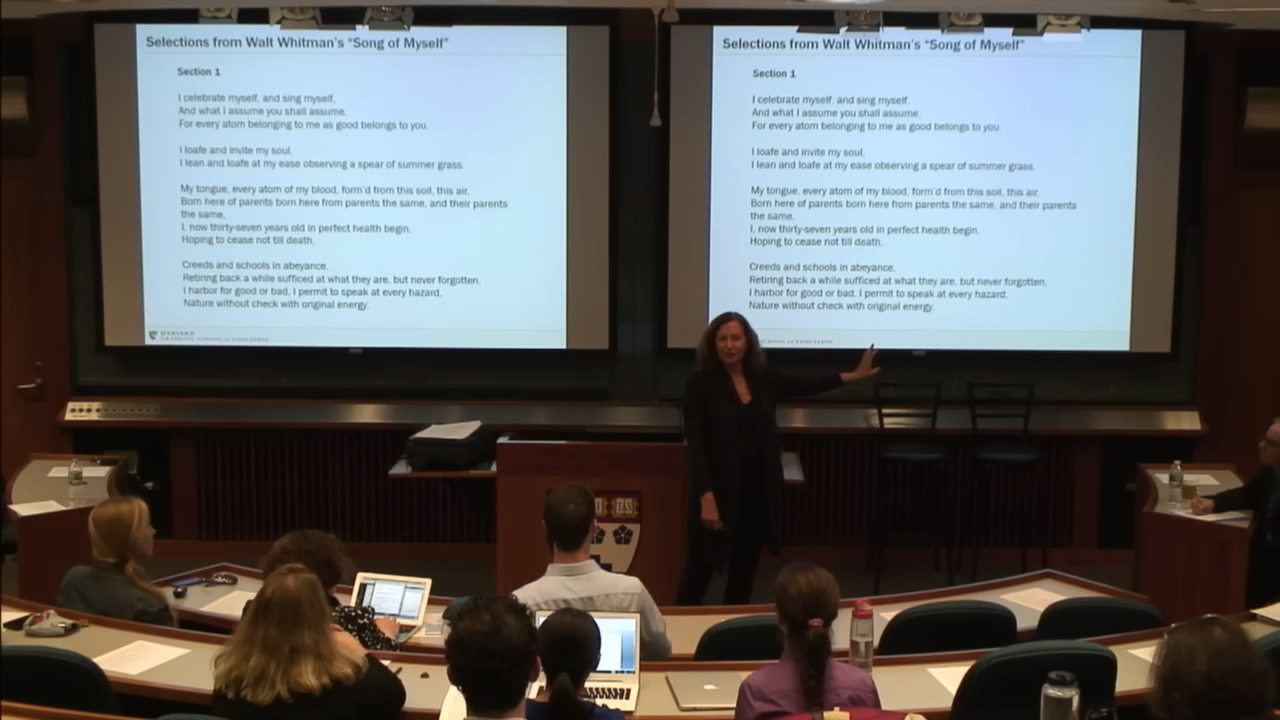 Selections from Walt Whitman's "Song of Myself"
Section 1
I celebrate myself, and sing myself,
And what I assume you shall assume,
For every atom belonging to me as good belongs to you.
I loafe and invite my soul,
I lean and loafe at my ease observing a spear of summer grass.
My tongue, every atom of my blood, form'd from this soil, this air,
Born here of parents born here from parents the same, and their parents
the same,
I, now thirty-seven years old in perfect health begin,
Hoping to cease not till death.
Creeds and schools in abeyance,
Retiring back a while sufficed at what they are, but never forgotten,
I harbor for good or bad, I permit to speak at every hazard,
Nature without check with original energy.
HARVARD
GRADUATE SCHOOL OF EDUCATION
Selections from Walt Whitman's "Song of Myself"
Section 1
I celebrate myself, and sing myself,
And what I assume you shall assume,
For every atom belonging to me as good belongs to you.
I loafe and invite my soul,
I lean and loafe at my ease observing a spear of summer grass.
My tongue, every atom of my blood, form'd from this soil, this air,
Born here of parents born here from parents the same, and their parents
the same,
I, now thirty-seven years old in perfect health begin,
Hoping to cease not till death.
Creeds and schools in abeyance,
Retiring back a while sufficed at what they are, but never forgotten,
I harbor for good or bad, I permit to speak at every hazard,
Nature without check with original energy.
SCHOOL OF EDUCATION